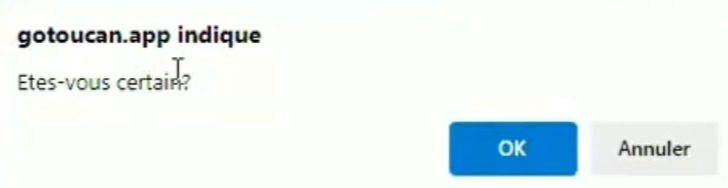 gotoucan.app indique
Etes-vous certain?
OK
Annuler